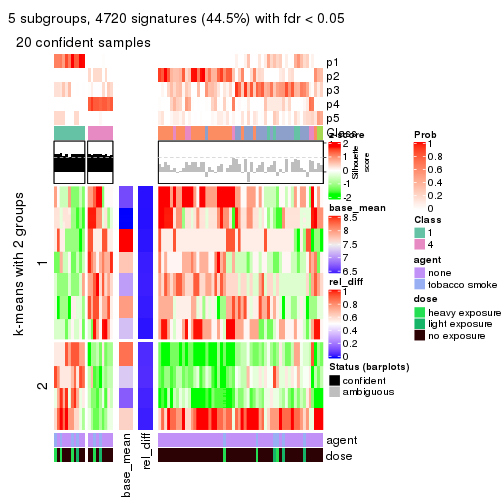 5 subgroups, 4720 signatures (44.5%) with fdr < 0.05
20 confident samples
p1
p2
p3
p4
p5
Class
z-score
2
1
0
-1
-2
Silhouette
score
base_mean
8.5
8
7.5
7
6.5
rel_diff
1
0.8
0.6
0.4
0.2
0
Status (barplots)
confident
ambiguous
Prob
1
0.8
0.6
0.4
0.2
0
Class
1
4
agent
none
tobacco smoke
dose
heavy exposure
light exposure
no exposure
k-means with 2 groups
1
2
agent
dose
base_mean
rel_diff